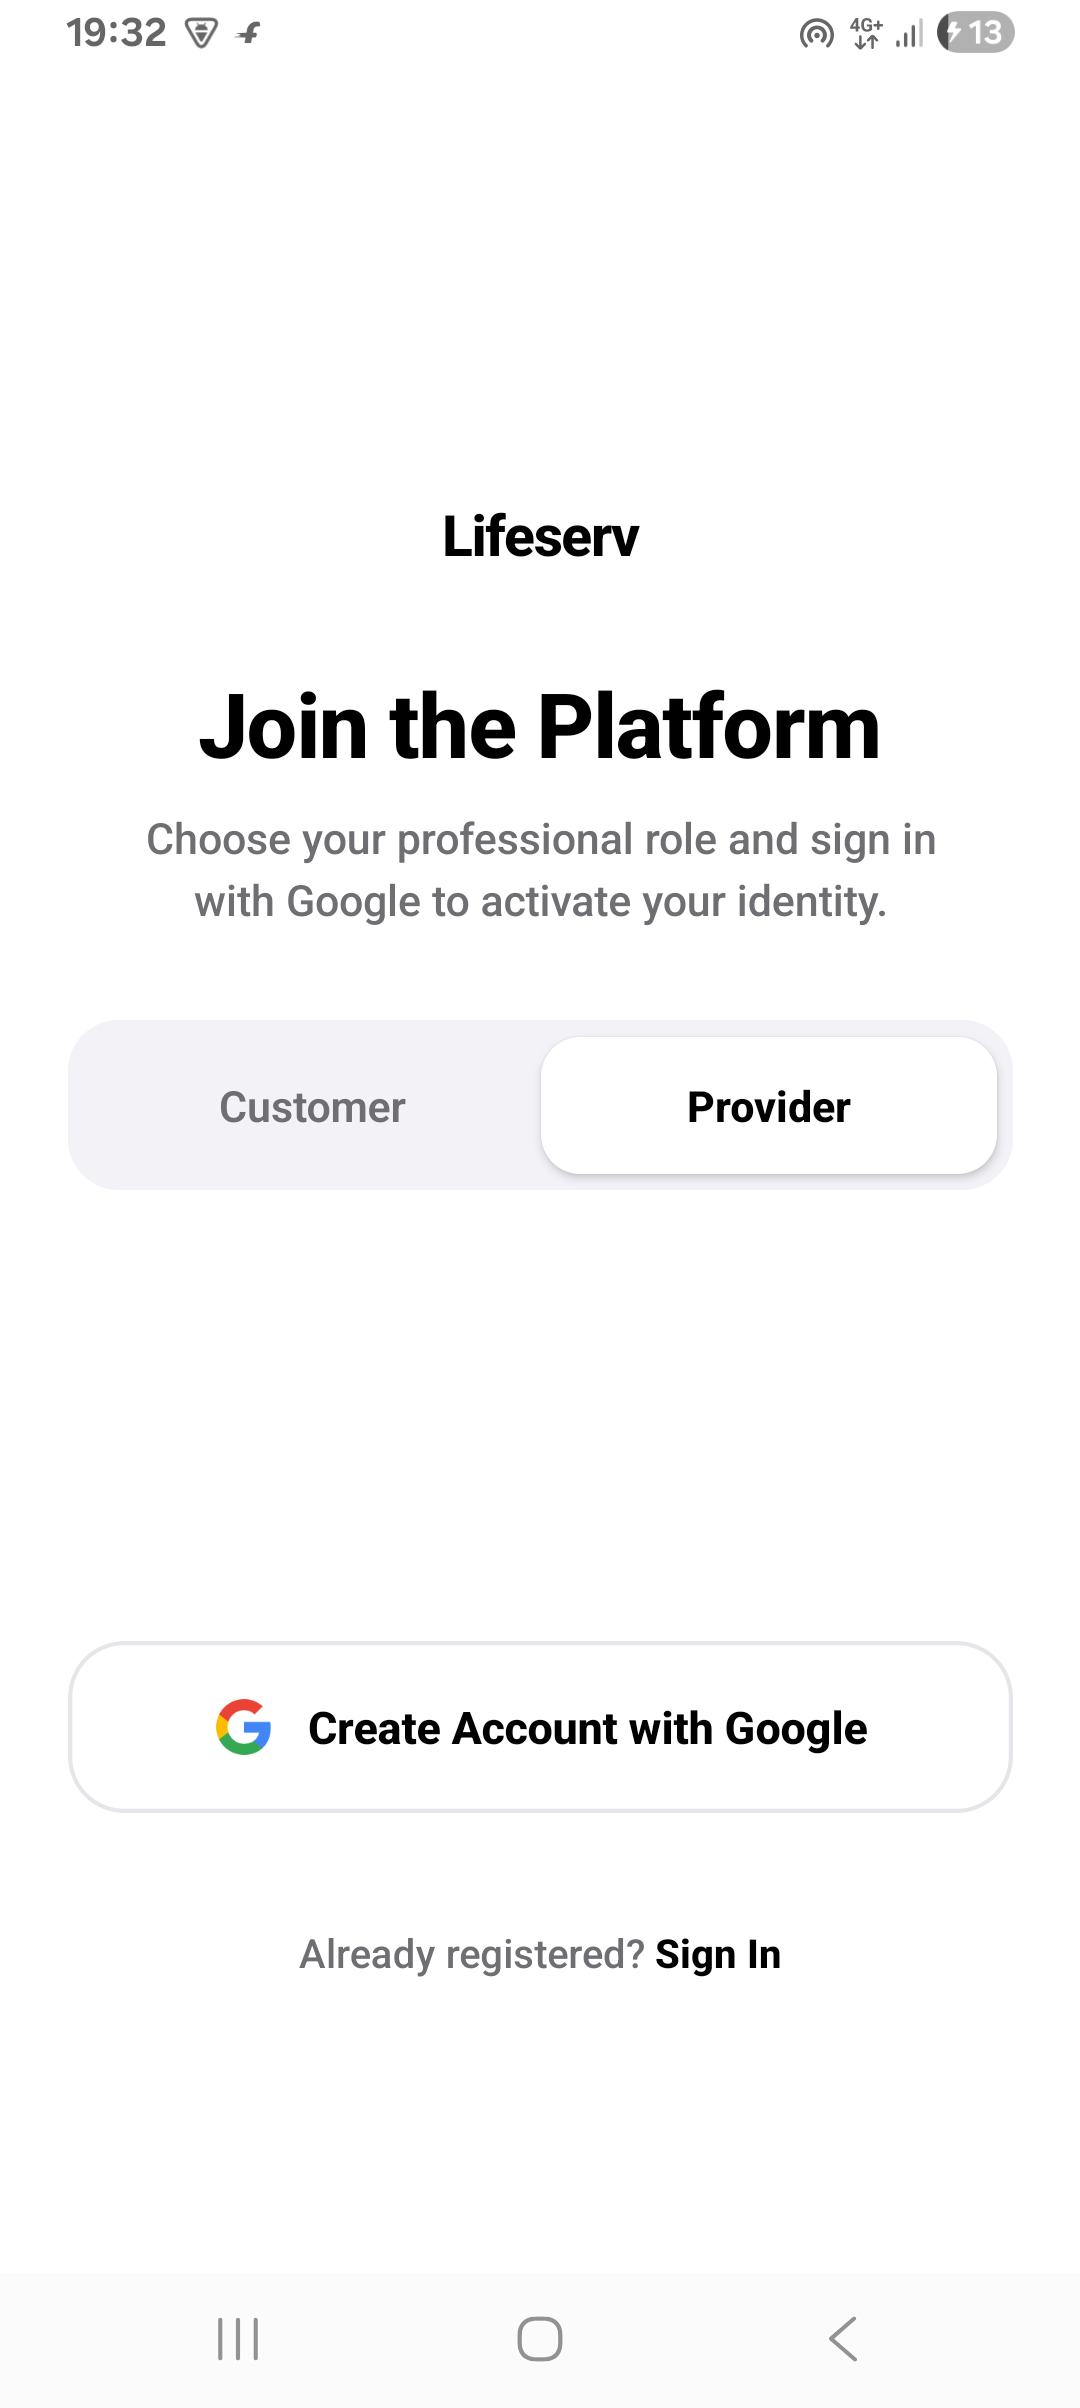 19:32
4G+
13
Lifeserv
Join the Platform
Choose your professional role and sign in
with Google to activate your identity.
Customer
Provider
Create Account with Google
Already registered? Sign In